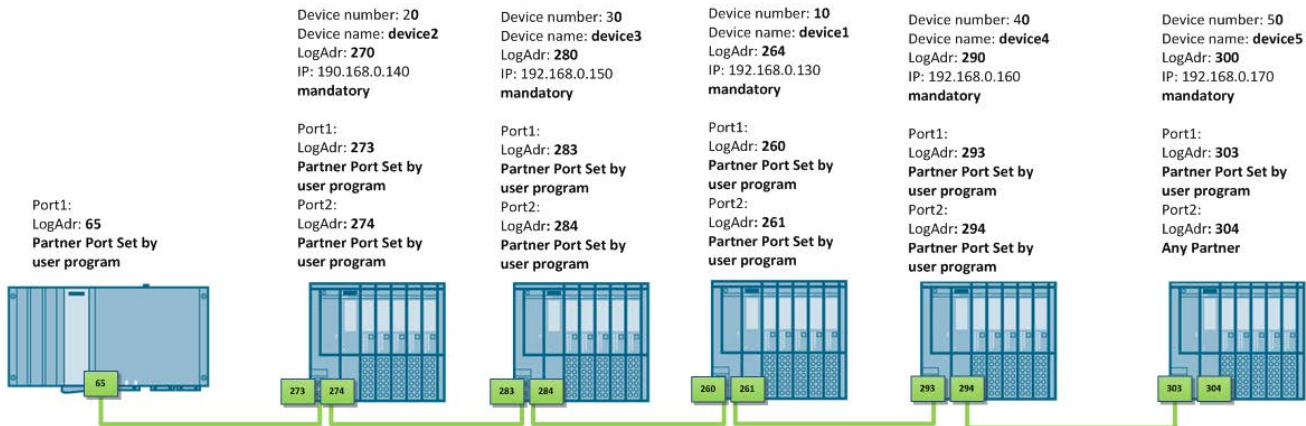 Port1:
LogAdr: 65
Partner Port Set by
user program
Device number: 20
Device name: device2
LogAdr: 270
IP: 190.168.0.140
mandatory
Port1:
LogAdr: 273
Partner Port Set by
user program
Port2:
LogAdr: 274
Partner Port Set by
user program
Device number: 30
Device name: device3
LogAdr: 280
IP: 192.168.0.150
mandatory
Port1:
LogAdr: 283
Partner Port Set by
user program
Port2:
LogAdr: 284
Partner Port Set by
user program
Device number: 10
Device name: device1
LogAdr: 264
IP: 192.168.0.130
mandatory
Port1:
LogAdr: 260
Partner Port Set by
user program
Port2:
LogAdr: 261
Partner Port Set by
user program
Device number: 40
Device name: device4
LogAdr: 290
IP: 192.168.0.160
mandatory
Port1:
LogAdr: 293
Partner Port Set by
user program
Port2:
LogAdr: 294
Partner Port Set by
user program
Device number: 50
Device name: device5
LogAdr: 300
IP: 192.168.0.170
mandatory
Port1:
LogAdr: 303
Partner Port Set by
user program
Port2:
LogAdr: 304
Any Partner
65
273
274
283
284
260
261
293
294
303
304